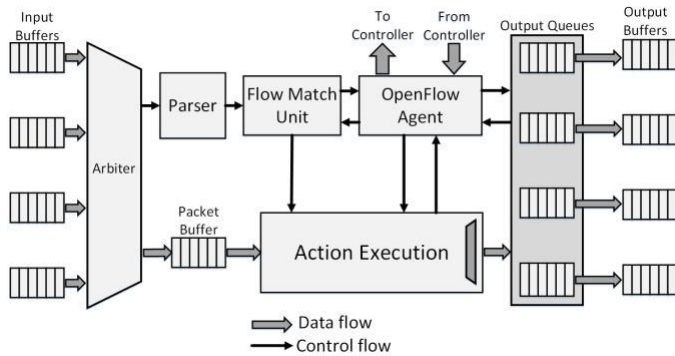 Input
Buffers
To
Controller
From
Controller
Output Queues
Output
Buffers
Parser
Flow Match
Unit
OpenFlow
Agent
Arbiter
Packet
Buffer
Action Execution
Data flow
Control flow